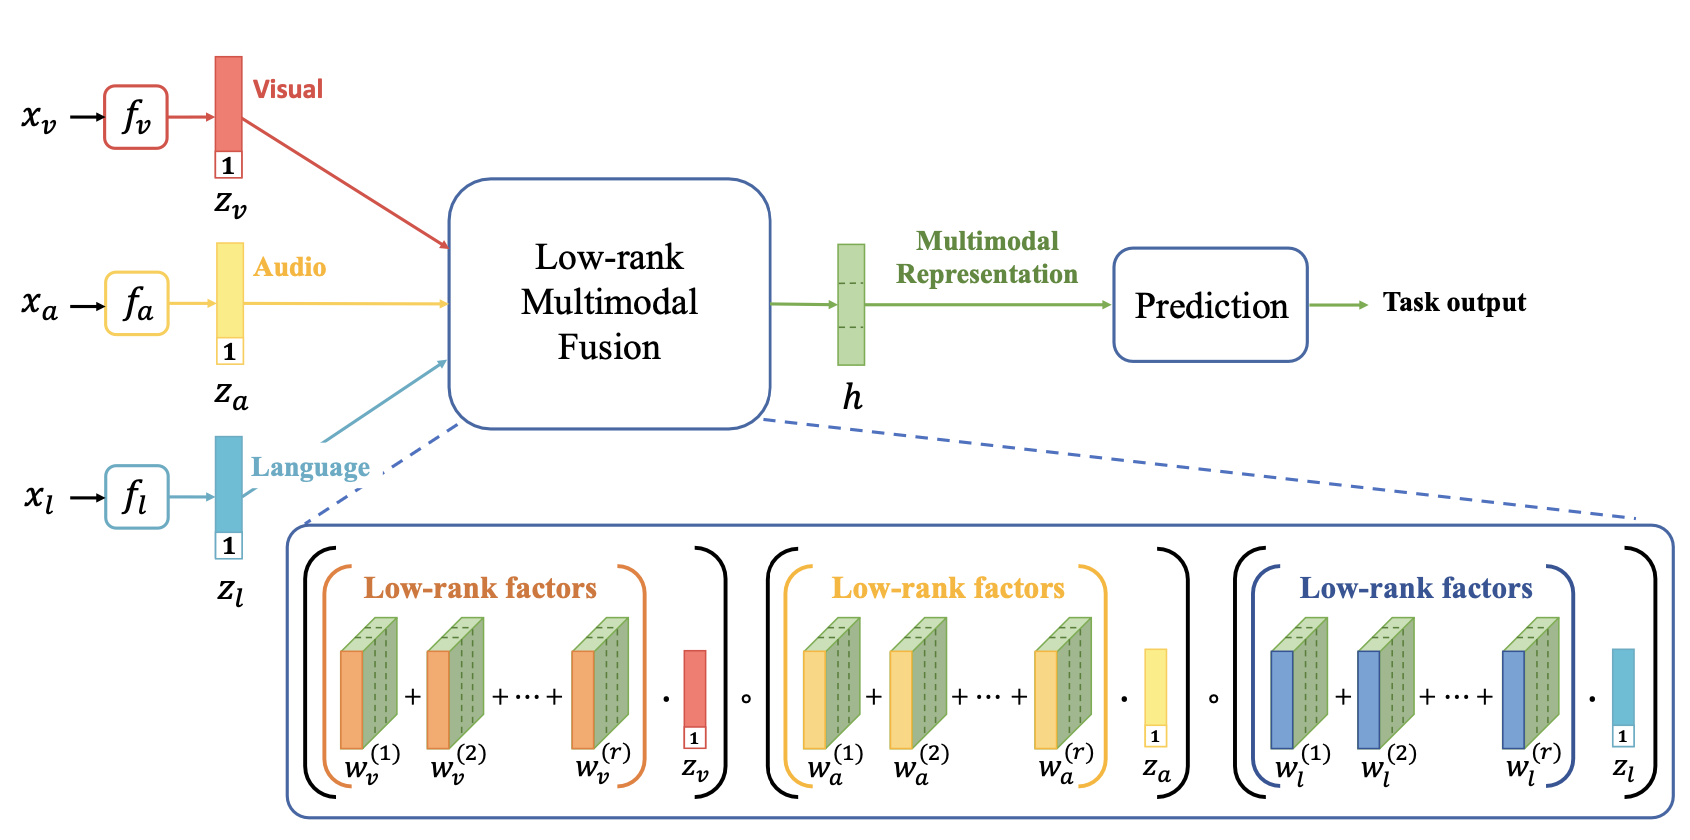 x_v f_v Visual
1
z_v
x_a f_a Audio
1
z_a
x_l f_l Language
1
z_l
Low-rank
Multimodal
Fusion
h
Multimodal
Representation
Prediction
Task output
Low-rank factors
w_v^(1) + w_v^(2) + ⋯ + w_v^(r) · 1 z_v
∘
Low-rank factors
w_a^(1) + w_a^(2) + ⋯ + w_a^(r) · 1 z_a
∘
Low-rank factors
w_l^(1) + w_l^(2) + ⋯ + w_l^(r) · 1 z_l